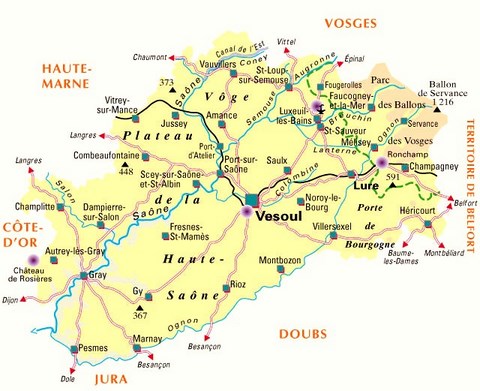 VOSGES
HAUTE-
MARNE
Chaumont
Vittel
Épinal
Canal de l'Est
Coney
Augronne
Vauvillers
St-Loup-
sur-Semouse
Fougerolles
Parc
Ballon
de Servance
1 216
373
Saône
Vôge
Semouse
Faucogney-
et-la-Mer
des Ballons
Vitrey-
sur-Mance
Jussey
Amance
Luxeuil-
les-Bains
Breuchin
Servance
St-Sauveur
Langres
Plateau
Port-
d'Atelier
Lanterne
Mélisey
Ognon
des Vosges
Ronchamp
Combeaufontaine
448
Port-sur-
Saône
Saulx
Colombine
Champagney
Langres
Scey-sur-Saône
et-St-Albin
Lure
591
TERRITOIRE DE BELFORT
Salon
de la
Champlitte
Dampierre-
sur-Salon
Saône
Vesoul
Noroy-le-
Bourg
Porte
de
Bourgogne
Belfort
Héricourt
CÔTE-
D'OR
Fresnes-
St-Mamès
Villersexel
Autrey-lès-Gray
Haute-
Saône
Montbozon
Baume-
les-Dames
Montbéliard
Château
de Rosières
Gray
Dijon
Gy
367
Rioz
Ognon
Pesmes
Marnay
Besançon
Besançon
DOUBS
Dole
JURA